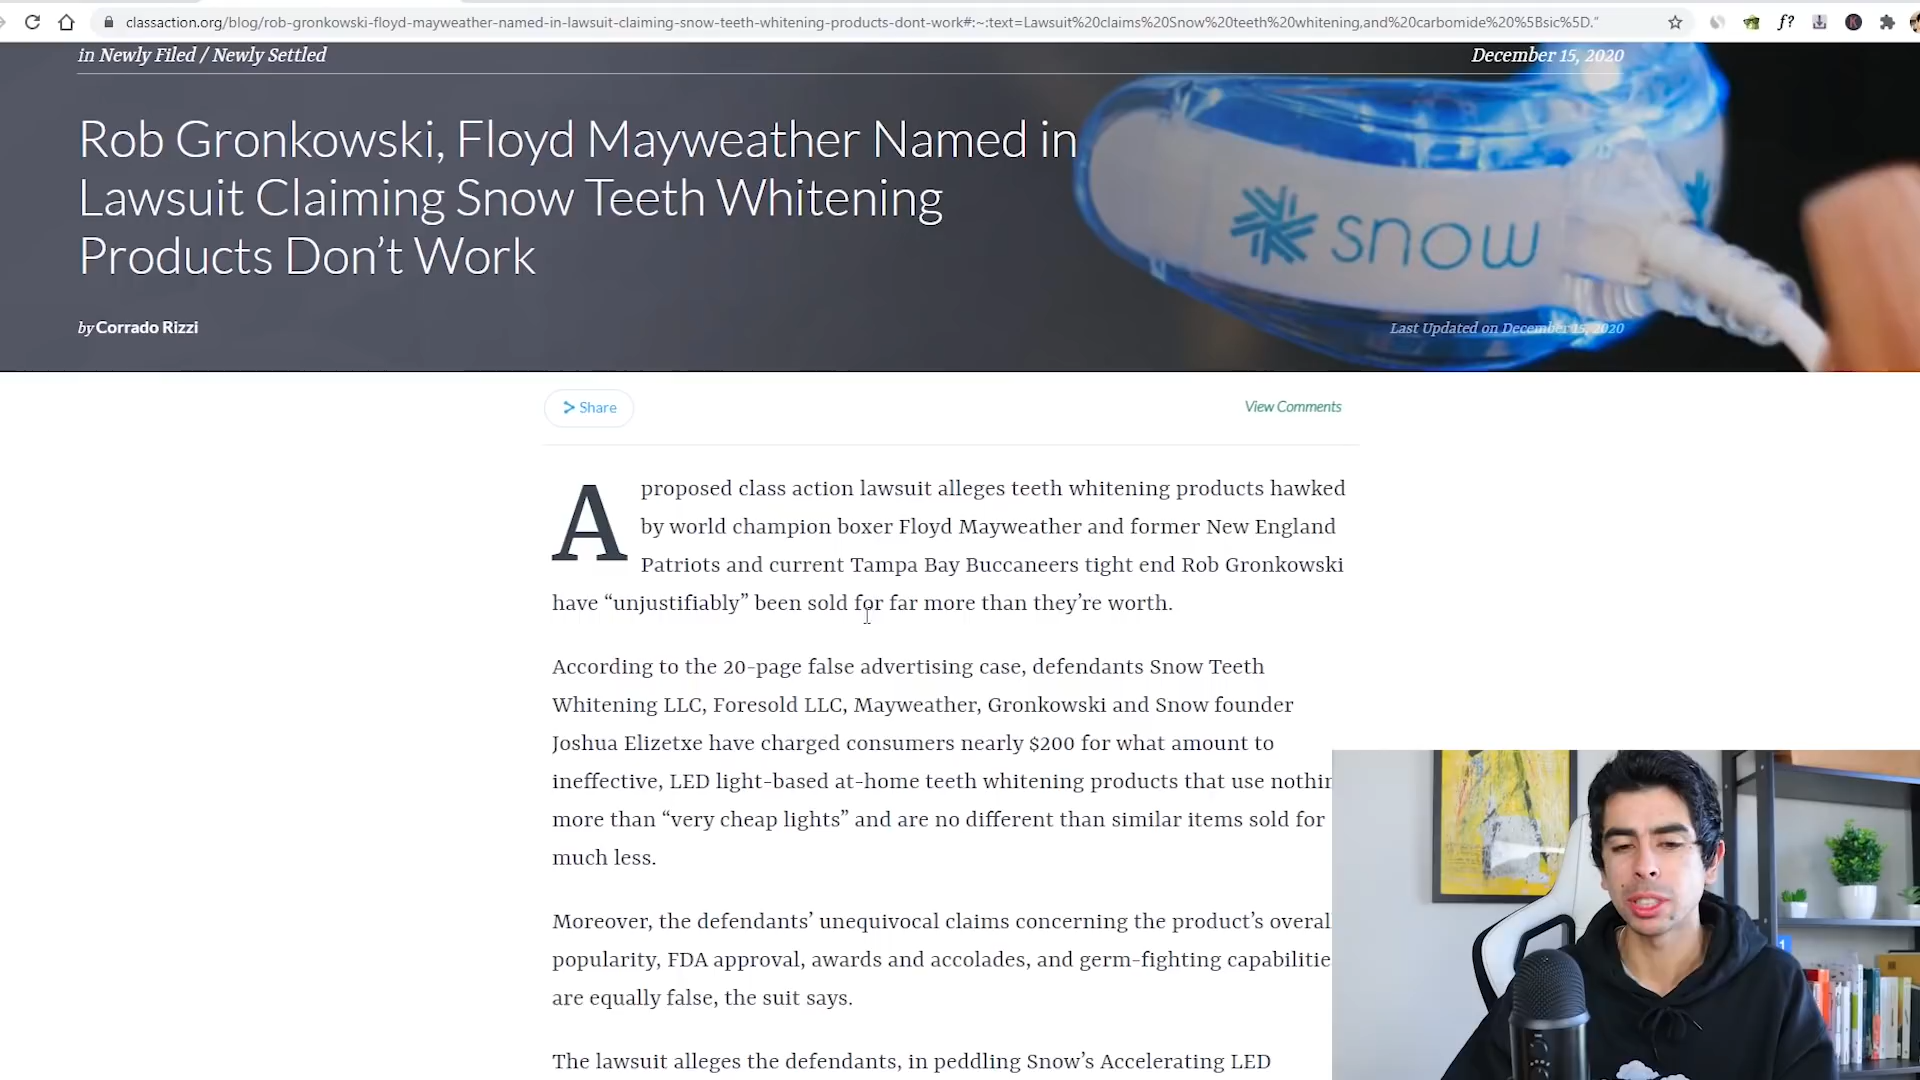 classaction.org/blog/rob-gronkowski-floyd-mayweather-named-in-lawsuit-claiming-snow-teeth-whitening-products-dont-work#:~:text=Lawsuit%20claims%20Snow%20teeth%20whitening,and%20carbomide%20%5Bsic%5D."
in Newly Filed / Newly Settled
December 15, 2020
Rob Gronkowski, Floyd Mayweather Named in
Lawsuit Claiming Snow Teeth Whitening
Products Don't Work
snow
by Corrado Rizzi
Last Updated on December 15, 2020
Share
View Comments
A proposed class action lawsuit alleges teeth whitening products hawked
by world champion boxer Floyd Mayweather and former New England
Patriots and current Tampa Bay Buccaneers tight end Rob Gronkowski
have “unjustifiably” been sold for far more than they’re worth.
According to the 20-page false advertising case, defendants Snow Teeth
Whitening LLC, Foresold LLC, Mayweather, Gronkowski and Snow founder
Joshua Elizetxe have charged consumers nearly $200 for what amount to
ineffective, LED light-based at-home teeth whitening products that use nothin
more than “very cheap lights” and are no different than similar items sold for
much less.
Moreover, the defendants’ unequivocal claims concerning the product’s overall
popularity, FDA approval, awards and accolades, and germ-fighting capabilitie
are equally false, the suit says.
The lawsuit alleges the defendants, in peddling Snow’s Accelerating LED